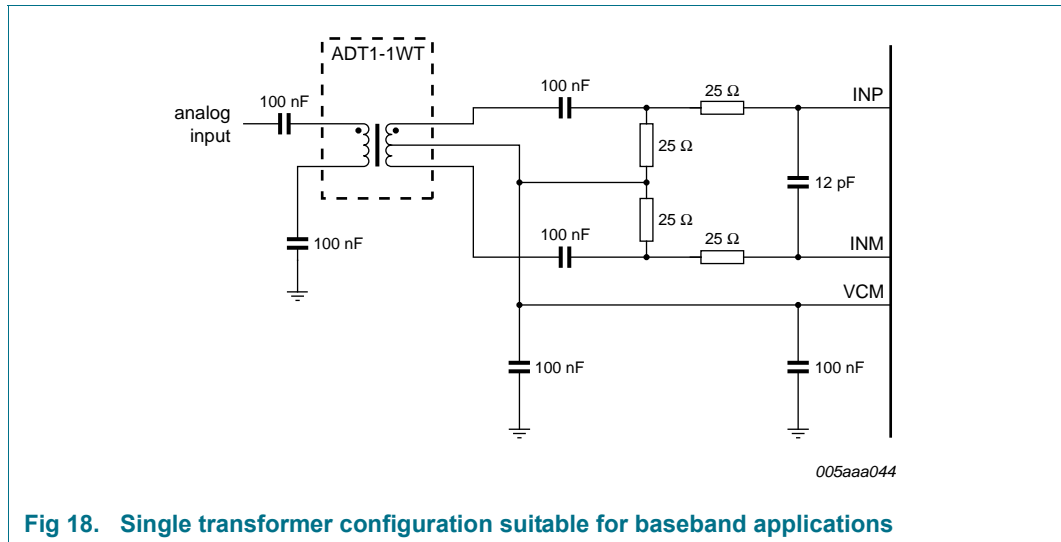 ADT1-1WT
100 nF
analog
input
100 nF
100 nF
25 Ω
INP
25 Ω
12 pF
25 Ω
100 nF
25 Ω
INM
VCM
100 nF
100 nF
100 nF
005aaa044
Fig 18. Single transformer configuration suitable for baseband applications